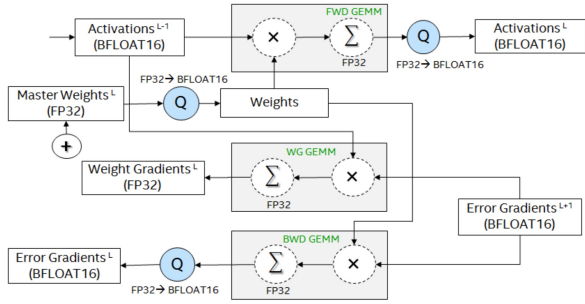 Activations L-1
(BFLOAT16)
FWD GEMM
×
∑
FP32
Q
FP32→ BFLOAT16
Activations L
(BFLOAT16)
Master Weights L
(FP32)
FP32→ BFLOAT16
Q
Weights
+
WG GEMM
Weight Gradients L
(FP32)
∑
FP32
×
Error Gradients L+1
(BFLOAT16)
BWD GEMM
Error Gradients L
(BFLOAT16)
Q
FP32→ BFLOAT16
∑
FP32
×